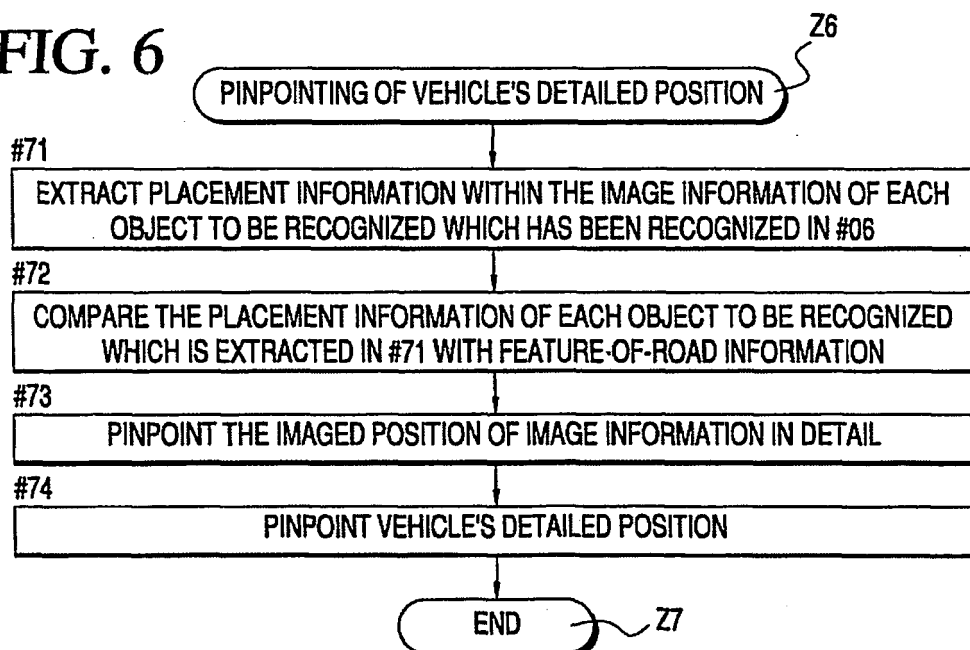 FIG. 6
Z6
PINPOINTING OF VEHICLE'S DETAILED POSITION
#71
EXTRACT PLACEMENT INFORMATION WITHIN THE IMAGE INFORMATION OF EACH
OBJECT TO BE RECOGNIZED WHICH HAS BEEN RECOGNIZED IN #06
#72
COMPARE THE PLACEMENT INFORMATION OF EACH OBJECT TO BE RECOGNIZED
WHICH IS EXTRACTED IN #71 WITH FEATURE-OF-ROAD INFORMATION
#73
PINPOINT THE IMAGED POSITION OF IMAGE INFORMATION IN DETAIL
#74
PINPOINT VEHICLE'S DETAILED POSITION
END
Z7